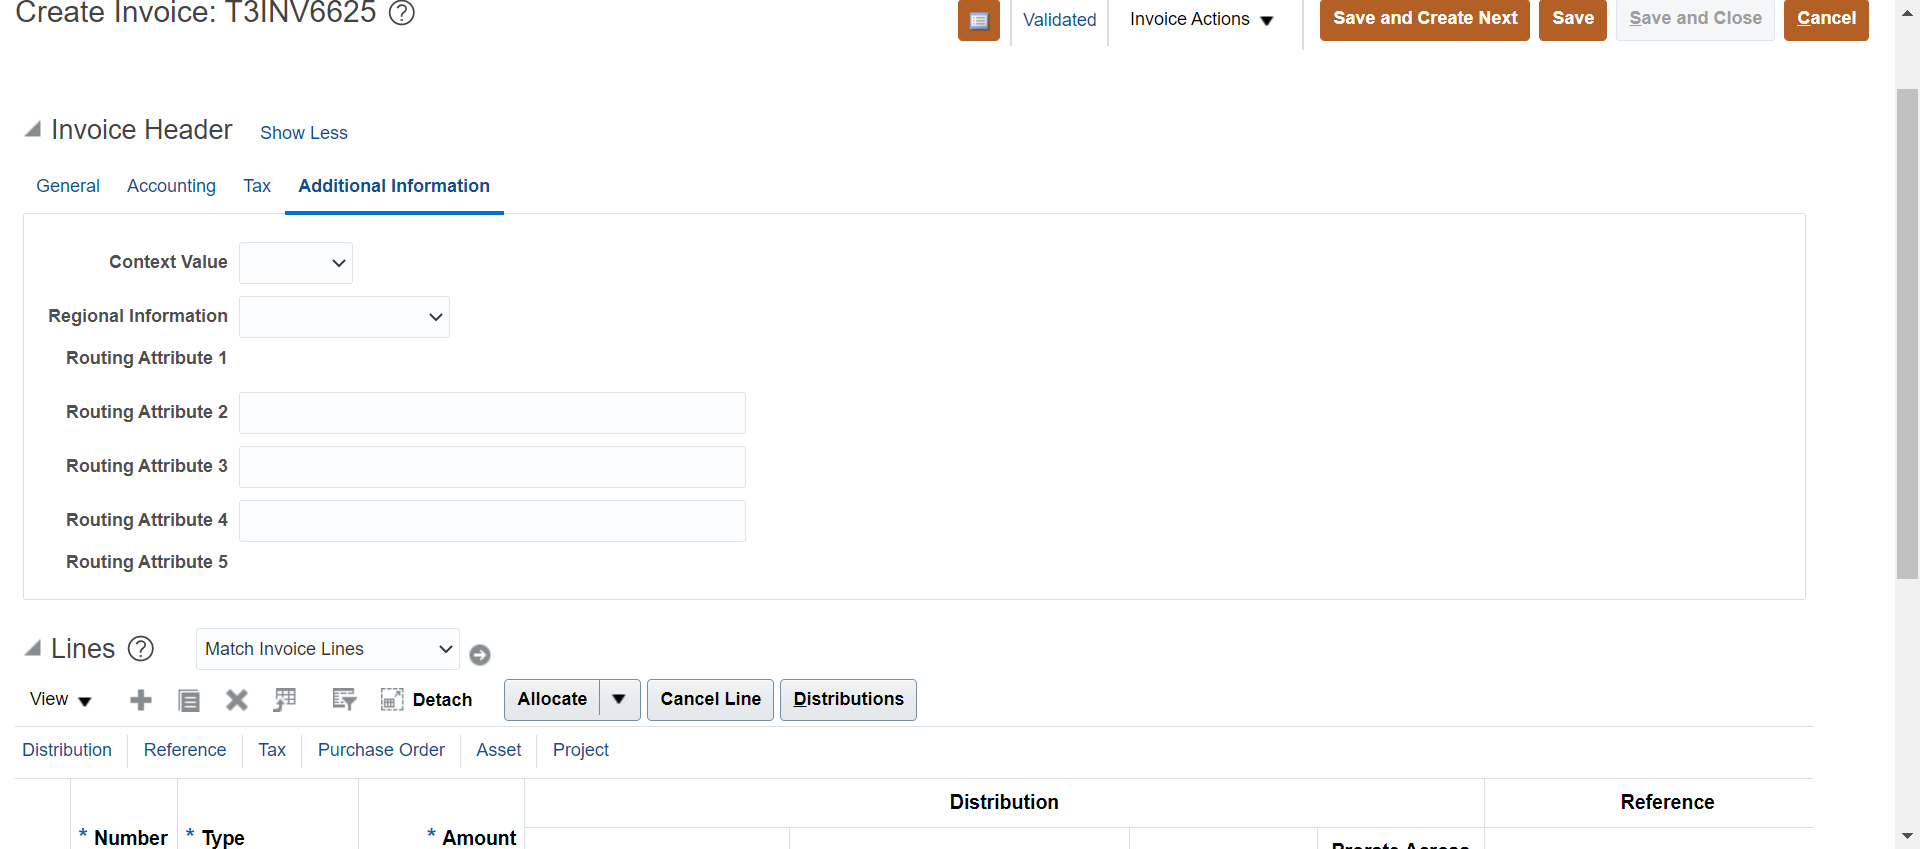 Create Invoice: T3INV6625 ?
Validated Invoice Actions Save and Create Next Save Save and Close Cancel
Invoice Header Show Less
General Accounting Tax Additional Information
Context Value
Regional Information
Routing Attribute 1
Routing Attribute 2
Routing Attribute 3
Routing Attribute 4
Routing Attribute 5
Lines ? Match Invoice Lines
View Detach Allocate Cancel Line Distributions
Distribution Reference Tax Purchase Order Asset Project
Distribution Reference
* Number * Type * Amount
Prorate Across